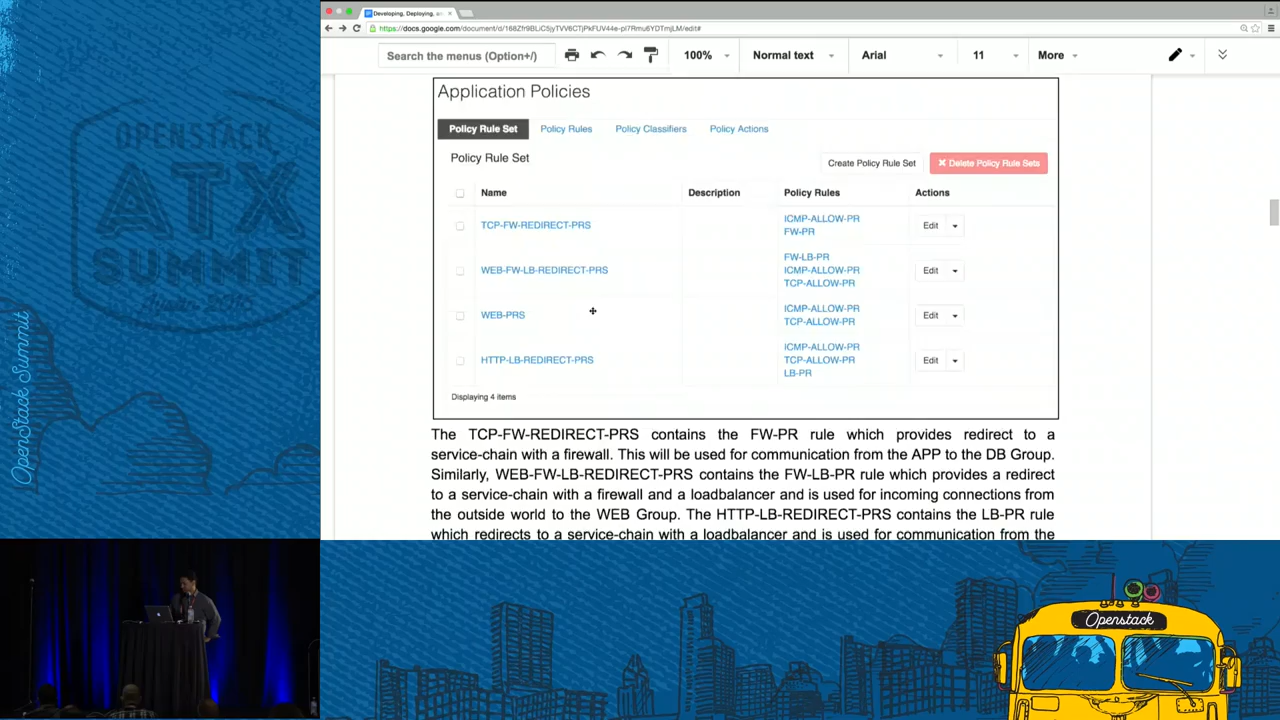 Developing, Deploying, an
https://docs.google.com/document/d/168Zfr9BLiC5jyTVV6CTjPkFUV44e-pI7Rmu6YDTmjLM/edit#
Search the menus (Option+/)
100%
Normal text
Arial
11
More
Application Policies
Policy Rule Set
Policy Rules
Policy Classifiers
Policy Actions
Policy Rule Set
Create Policy Rule Set
Delete Policy Rule Sets
Name
Description
Policy Rules
Actions
TCP-FW-REDIRECT-PRS
ICMP-ALLOW-PR
FW-PR
Edit
WEB-FW-LB-REDIRECT-PRS
FW-LB-PR
ICMP-ALLOW-PR
TCP-ALLOW-PR
Edit
WEB-PRS
ICMP-ALLOW-PR
TCP-ALLOW-PR
Edit
HTTP-LB-REDIRECT-PRS
ICMP-ALLOW-PR
TCP-ALLOW-PR
LB-PR
Edit
Displaying 4 items
The TCP-FW-REDIRECT-PRS contains the FW-PR rule which provides redirect to a
service-chain with a firewall. This will be used for communication from the APP to the DB Group.
Similarly, WEB-FW-LB-REDIRECT-PRS contains the FW-LB-PR rule which provides a redirect
to a service-chain with a firewall and a loadbalancer and is used for incoming connections from
the outside world to the WEB Group. The HTTP-LB-REDIRECT-PRS contains the LB-PR rule
which redirects to a service-chain with a loadbalancer and is used for communication from the
OPENSTACK
ATX
SUMMIT
OpenStack Summit
Openstack